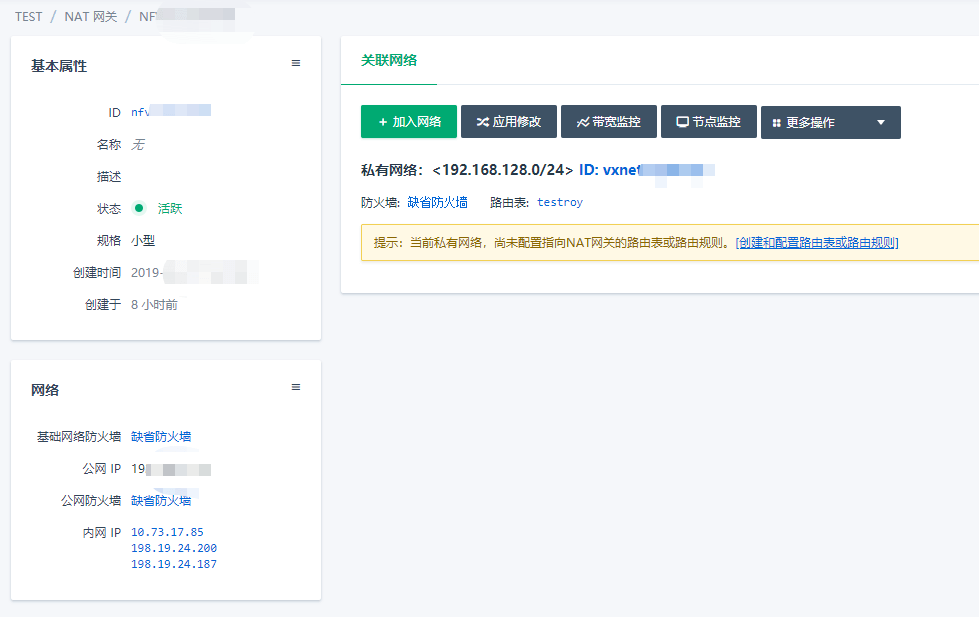 TEST / NAT 网关 /
基本属性
ID
名称 无
描述
状态 活跃
规格 小型
创建时间 2019-
创建于 8 小时前
网络
基础网络防火墙 缺省防火墙
公网 IP 19
公网防火墙 缺省防火墙
内网 IP 10.73.17.85
198.19.24.200
198.19.24.187
关联网络
+ 加入网络 应用修改 带宽监控 节点监控 更多操作
私有网络：<192.168.128.0/24> ID:
防火墙: 缺省防火墙 路由表: testroy
提示：当前私有网络，尚未配置指向NAT网关的路由表或路由规则。[创建和配置路由表或路由规则]